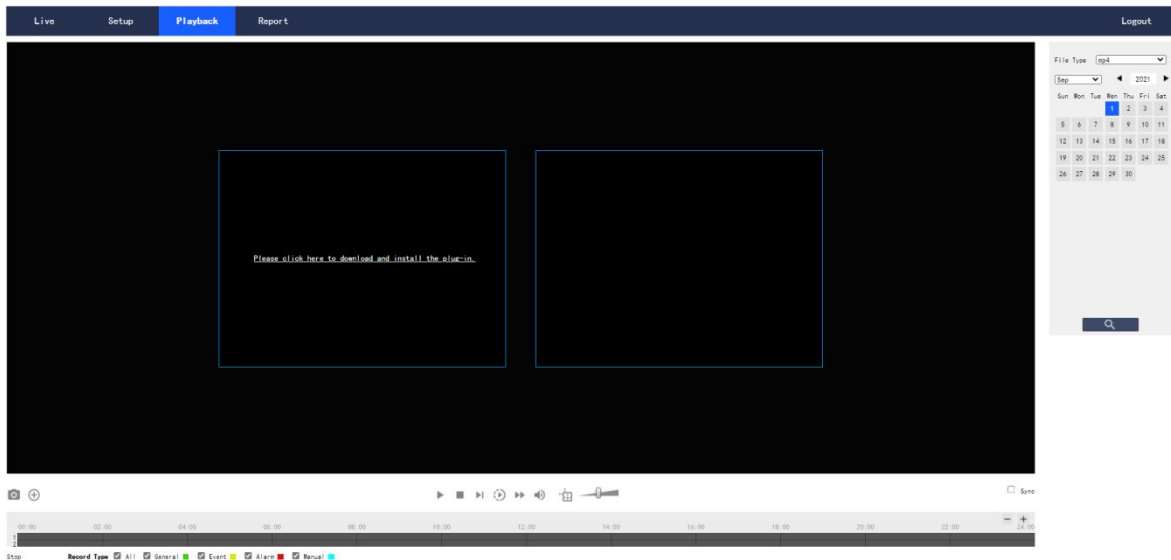 Live Setup Playback Report Logout
File Type mp4
Sep 2021
Sun Mon Tue Wen Thu Fri Sat
1 2 3 4
5 6 7 8 9 10 11
12 13 14 15 16 17 18
19 20 21 22 23 24 25
26 27 28 29 30
Please click here to download and install the plug-in.
Sync
00:00 02:00 04:00 06:00 08:00 10:00 12:00 14:00 16:00 18:00 20:00 22:00 24:00
1
2
Stop Record Type All General Event Alarm Manual